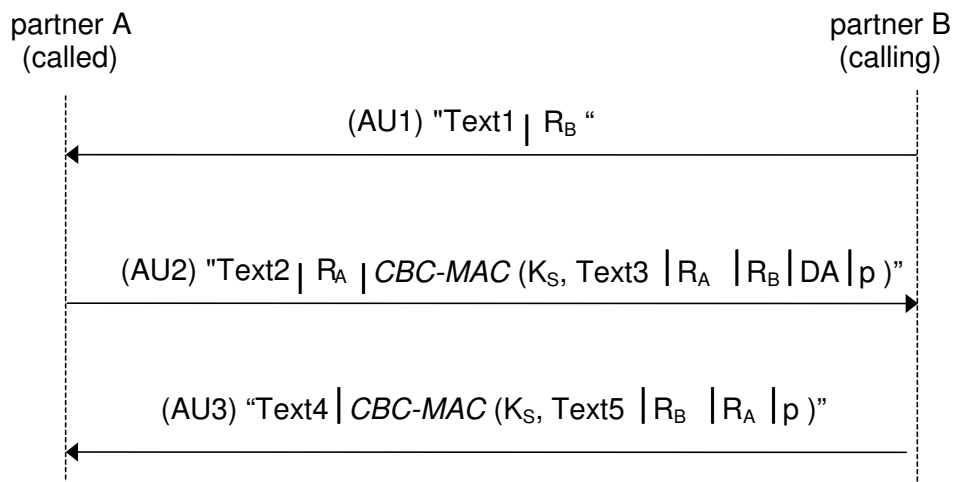 partner A
(called)
partner B
(calling)
(AU1) "Text1 | R_B “
(AU2) "Text2 | R_A | CBC-MAC (K_S, Text3 | R_A | R_B | DA | p )”
(AU3) “Text4 | CBC-MAC (K_S, Text5 | R_B | R_A | p )”